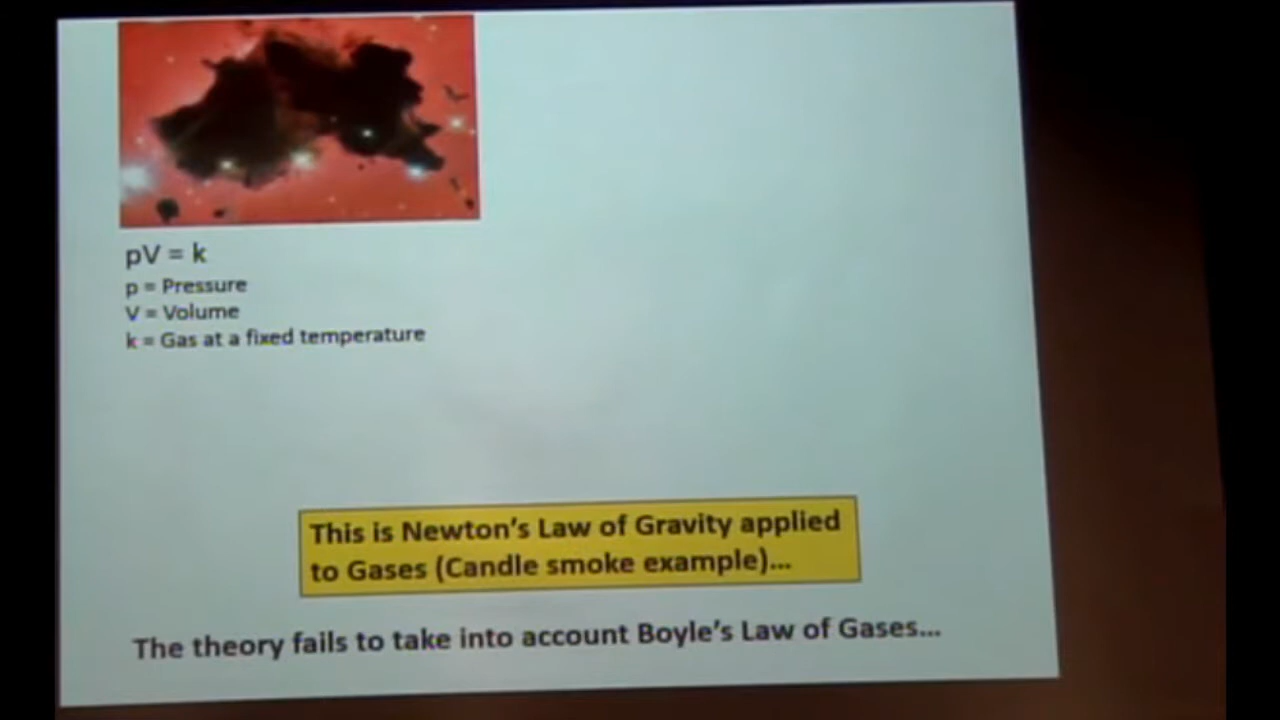 pV = k
p = Pressure
V = Volume
k = Gas at a fixed temperature
This is Newton's Law of Gravity applied
to Gases (Candle smoke example)...
The theory fails to take into account Boyle's Law of Gases...